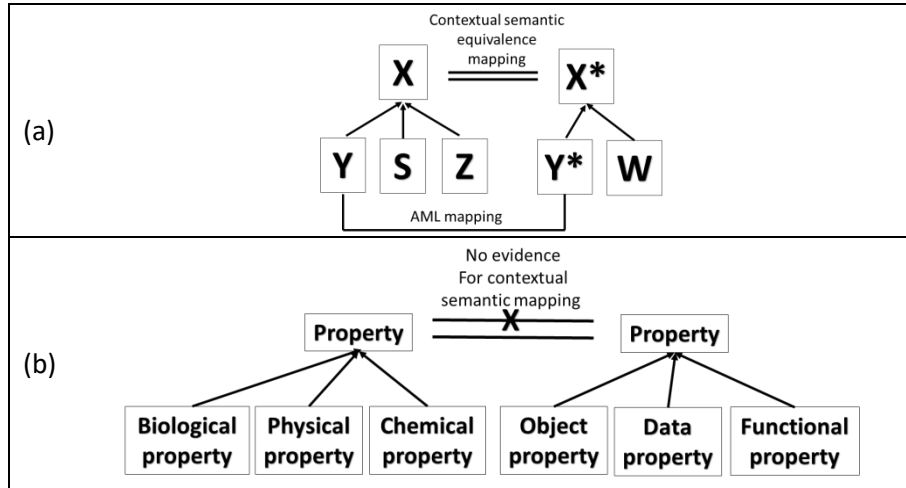 (a)
Contextual semantic
equivalence
mapping
X
X*
Y
S
Z
Y*
W
AML mapping
(b)
No evidence
For contextual
semantic mapping
X
Property
Property
Biological
property
Physical
property
Chemical
property
Object
property
Data
property
Functional
property